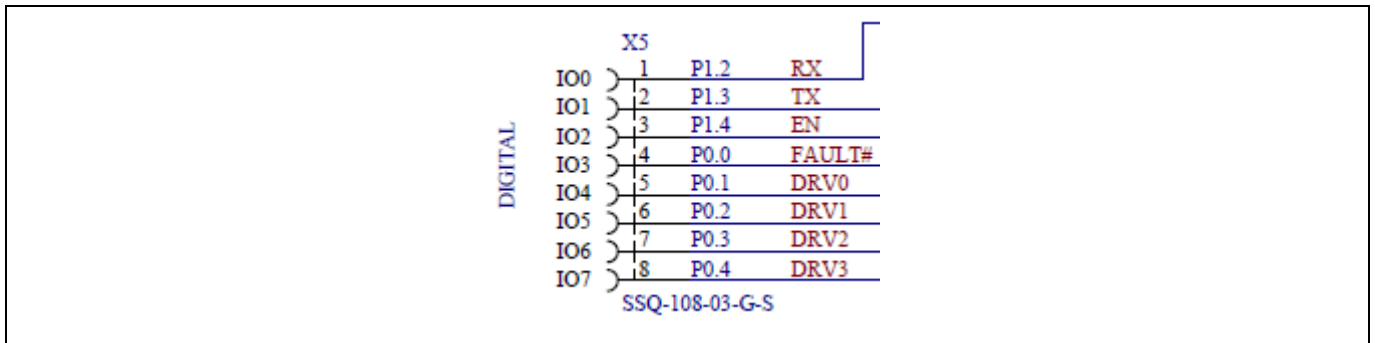 X5
IO0 1 P1.2 RX
IO1 2 P1.3 TX
IO2 3 P1.4 EN
IO3 4 P0.0 FAULT#
IO4 5 P0.1 DRV0
IO5 6 P0.2 DRV1
IO6 7 P0.3 DRV2
IO7 8 P0.4 DRV3
DIGITAL
SSQ-108-03-G-S